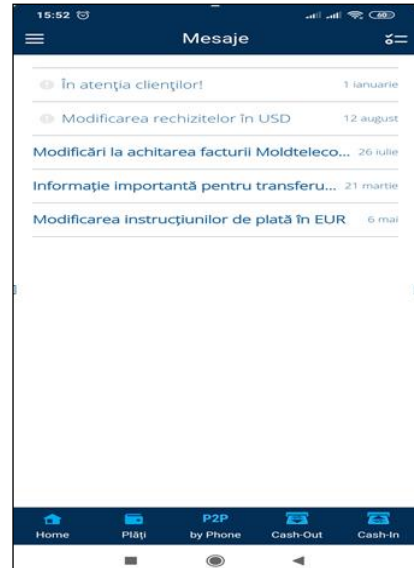 15:52 60
Mesaje
În atenția clienților! 1 ianuarie
Modificarea rechizitelor în USD 12 august
Modificări la achitarea facturii Moldteleco... 26 iulie
Informație importantă pentru transferu... 21 martie
Modificarea instrucțiunilor de plată în EUR 6 mai
P2P
Home Plăți by Phone Cash-Out Cash-In